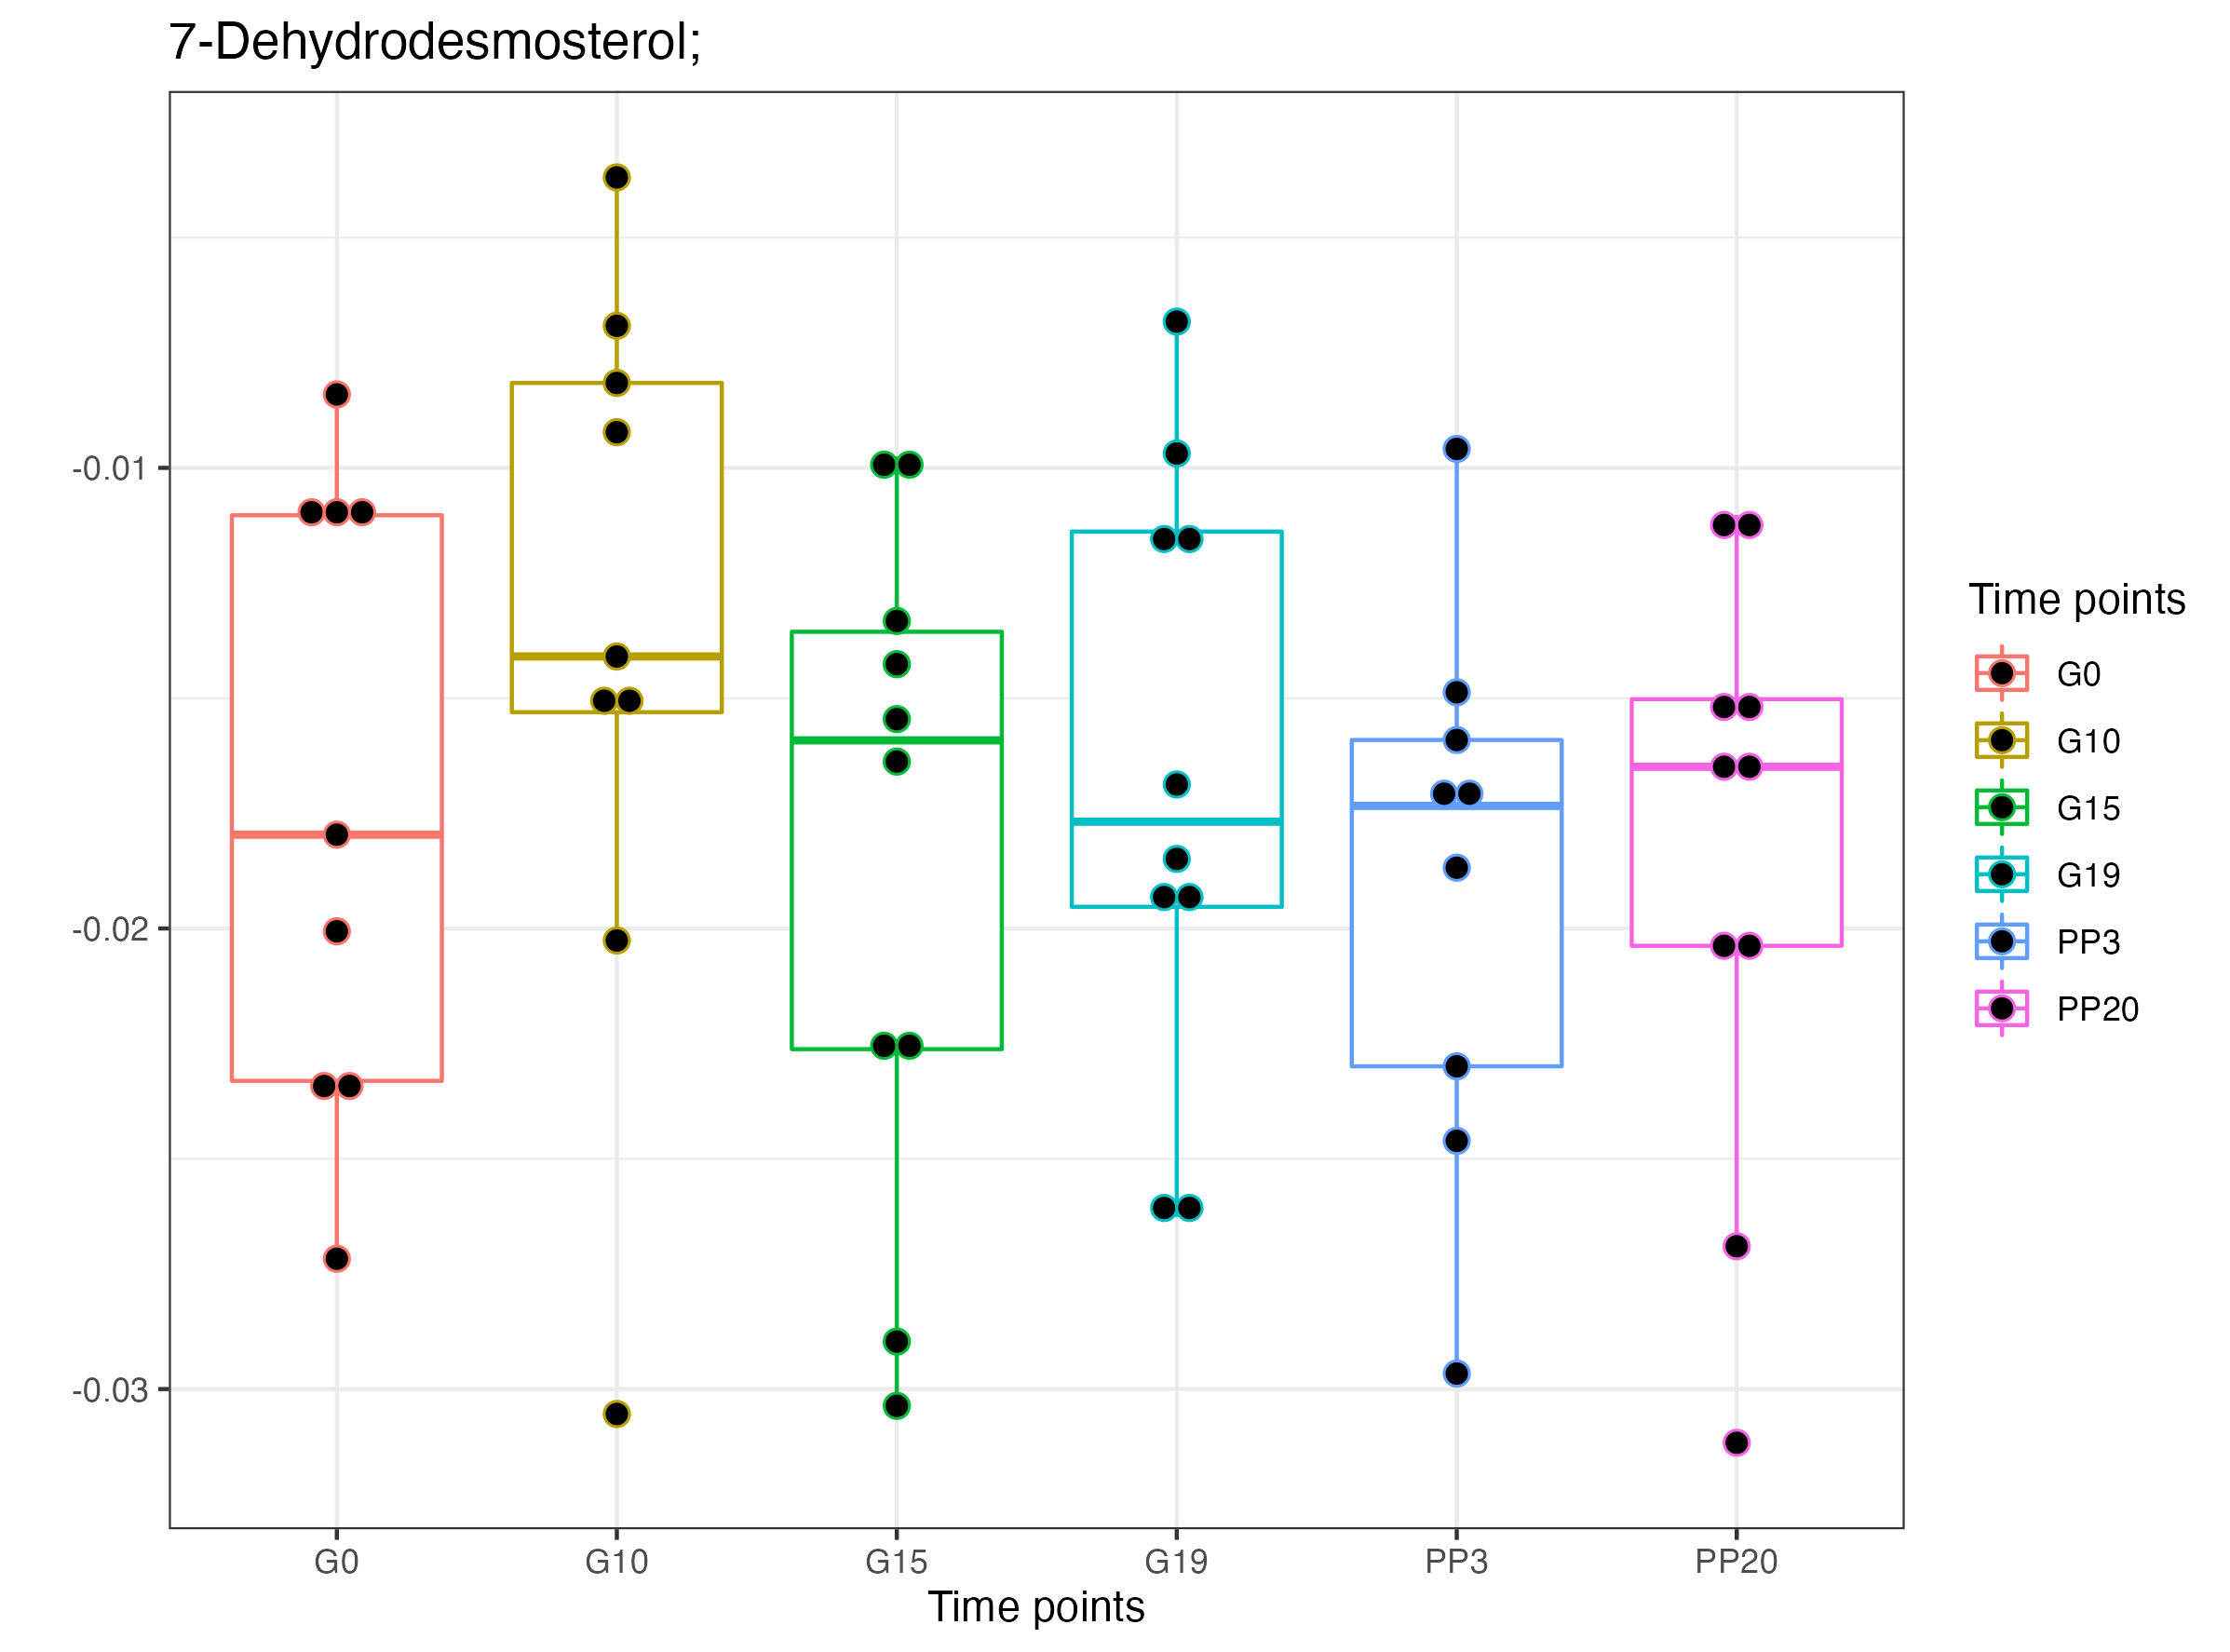 7-Dehydrodesmosterol;
-0.01
-0.02
-0.03
G0
G10
G15
G19
PP3
PP20
Time points
Time points
G0
G10
G15
G19
PP3
PP20